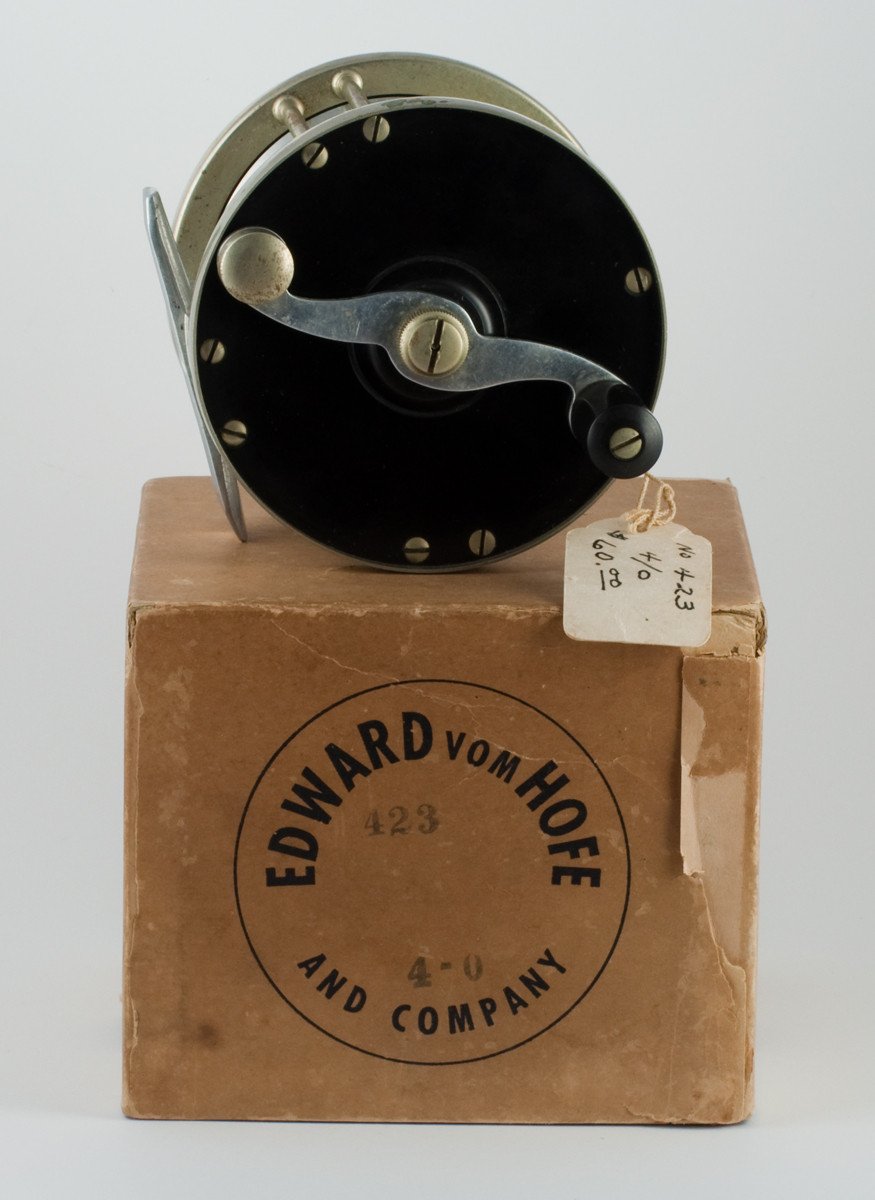 No 423
4/0
$60.00
EDWARD VOM HOFE
423
4-0
AND COMPANY